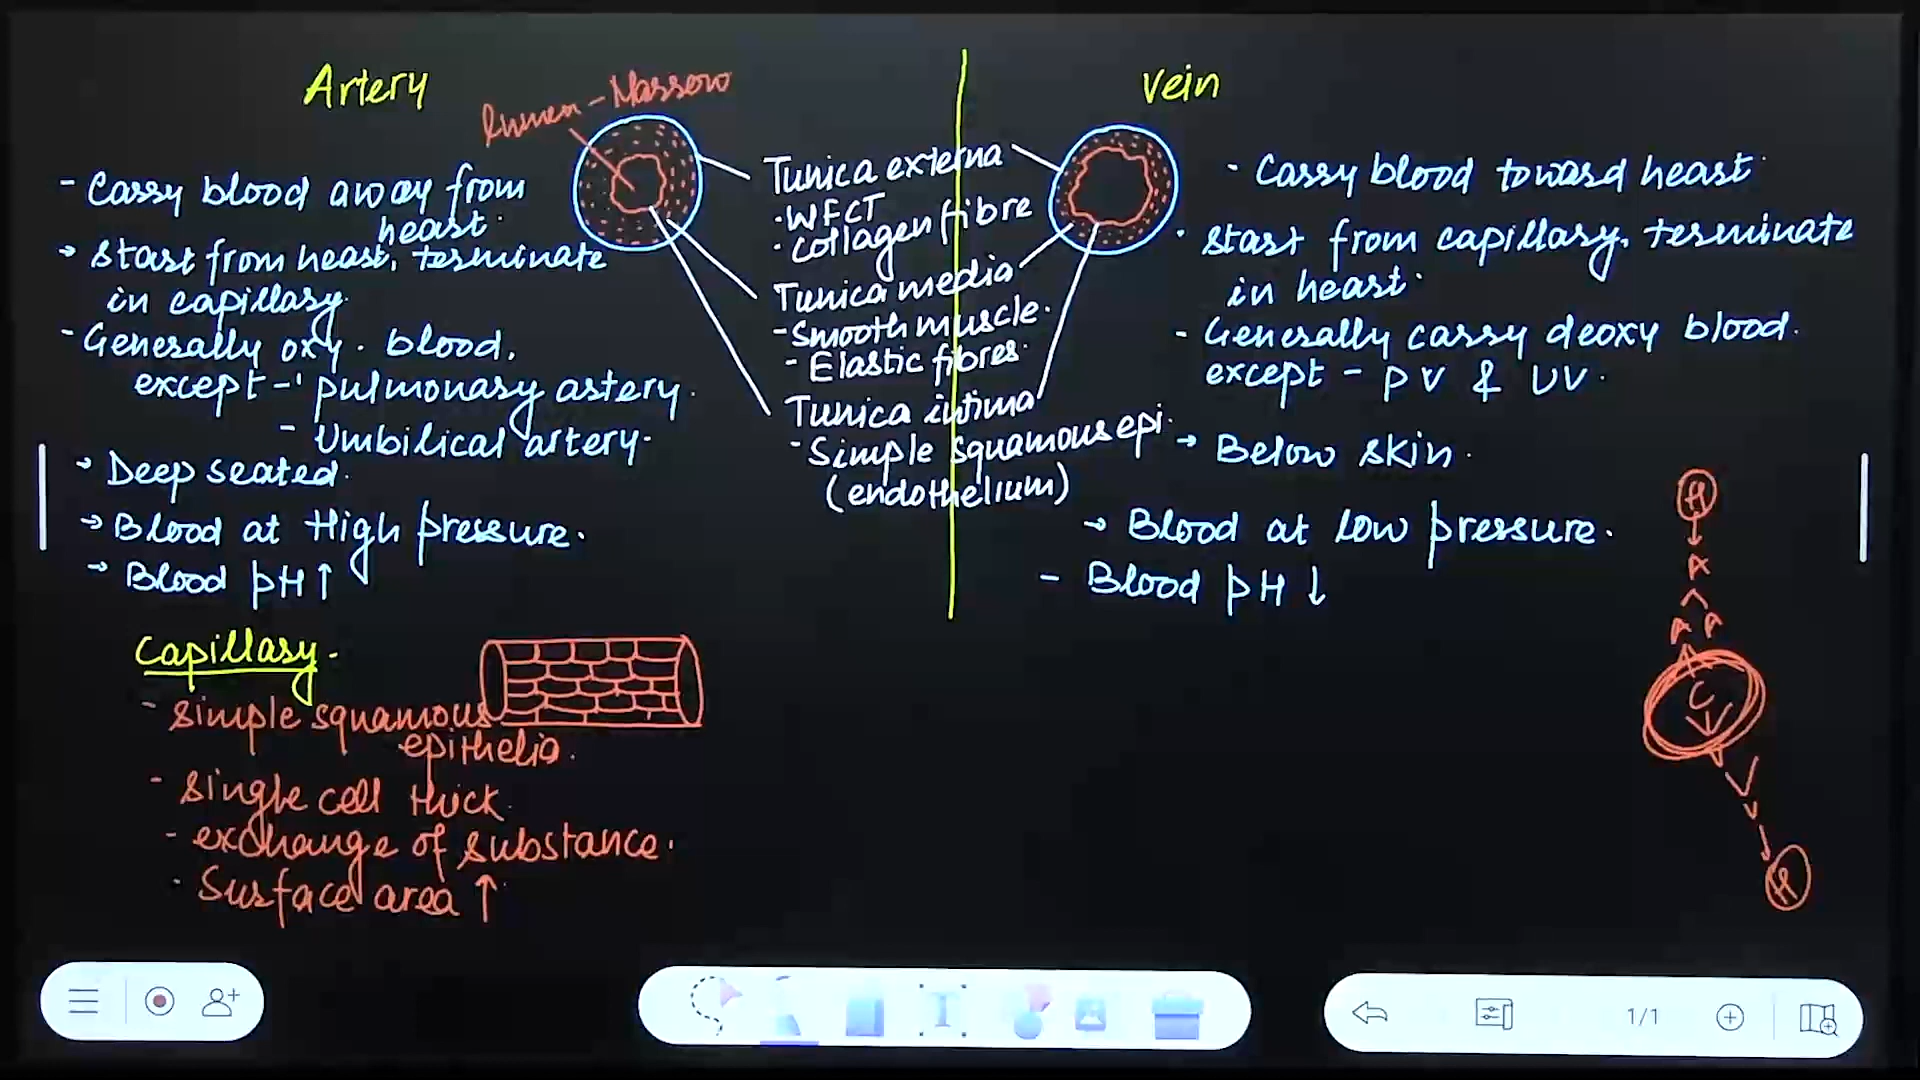 Artery
lumen - Narrow
- Carry blood away from
heart.
→ Start from heart, terminate
in capillary.
- Generally oxy. blood.
except - ' pulmonary artery.
- Umbilical artery.
→ Deep seated.
→ Blood at High pressure.
→ Blood pH ↑
Tunica externa
· WFCT
· Collagen fibre
Tunica media
- Smooth muscle.
- Elastic fibres.
Tunica intima
- Simple squamous epi.
(endothelium)
Vein
- Carry blood toward heart.
· Start from capillary. terminate
in heart.
- Generally carry deoxy blood.
except - PV & UV.
→ Below skin.
→ Blood at low pressure.
- Blood pH ↓
Capillary.
- simple squamous
epithelia.
- Single cell thick.
- exchange of substance.
· Surface area ↑
H
A
A A
C
V
V
V
H
1/1